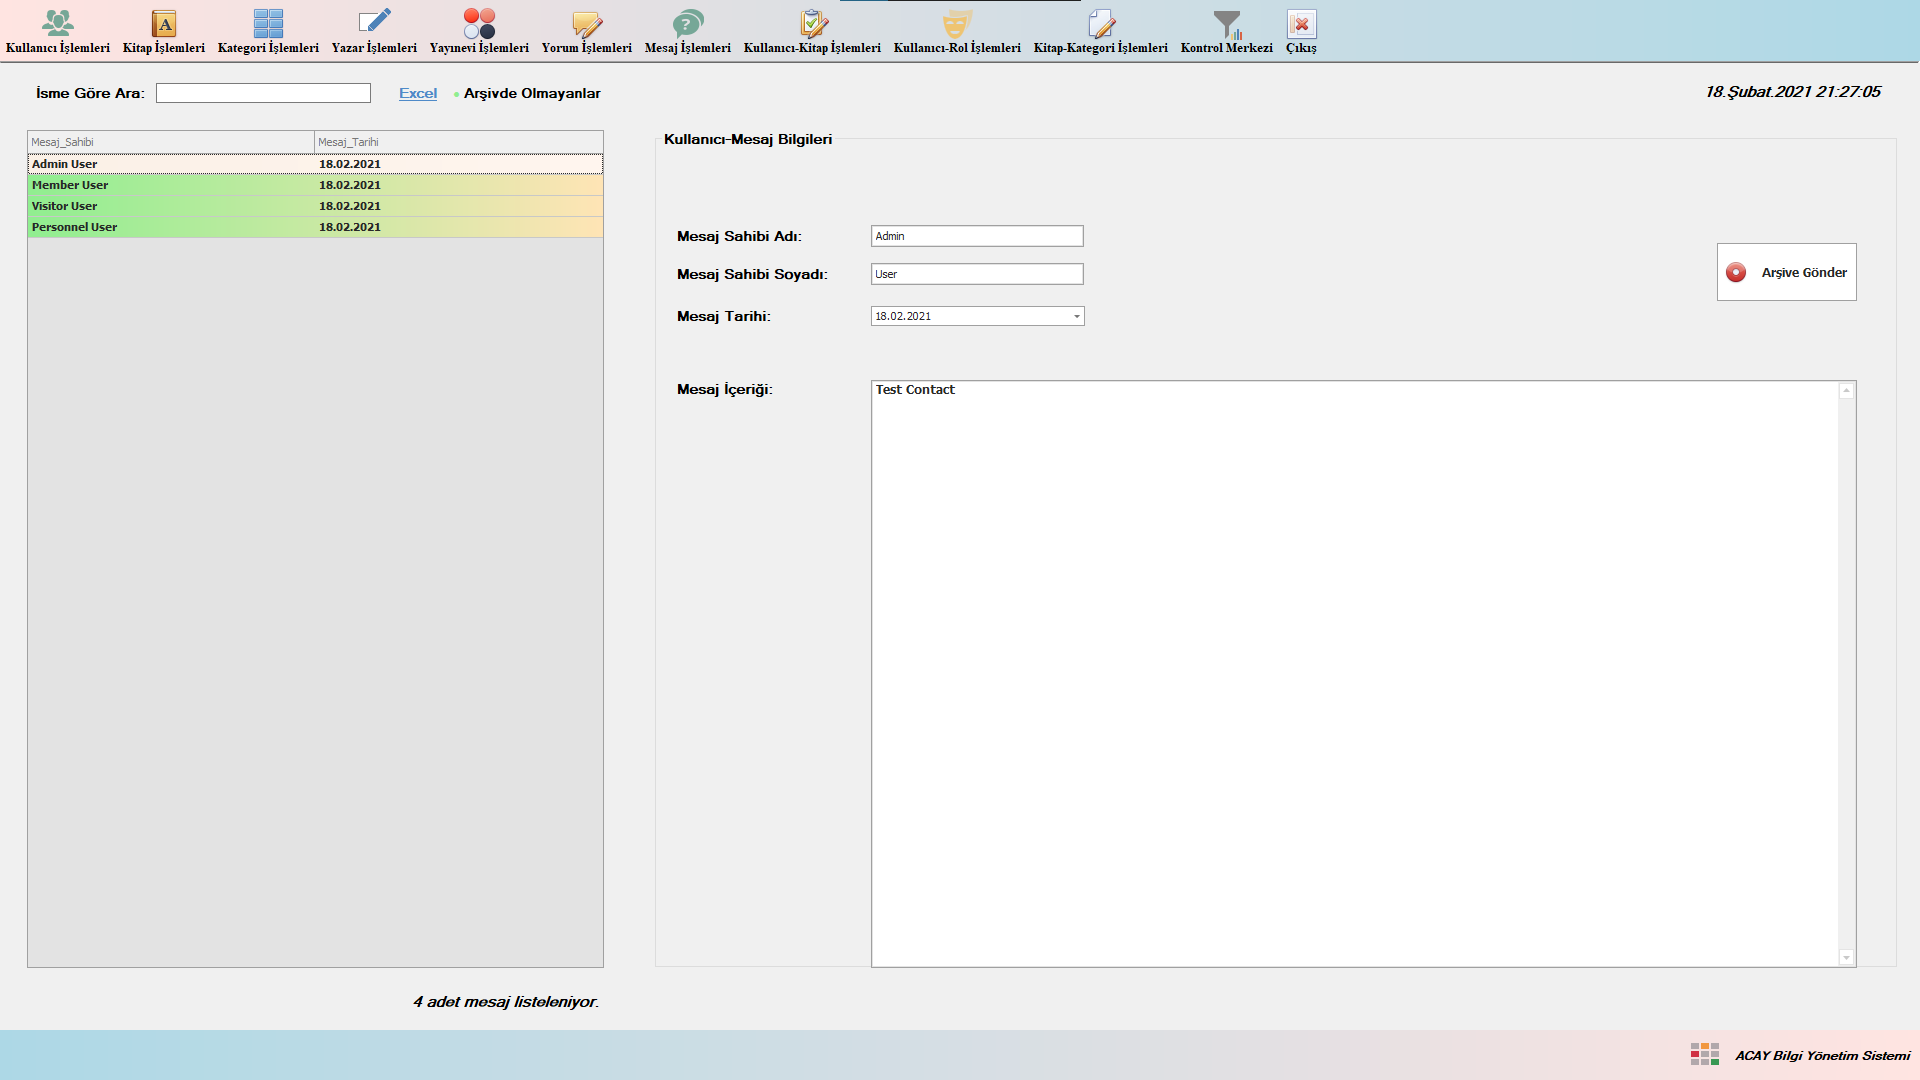 Kullanıcı İşlemleri
Kitap İşlemleri
Kategori İşlemleri
Yazar İşlemleri
Yayınevi İşlemleri
Yorum İşlemleri
Mesaj İşlemleri
Kullanıcı-Kitap İşlemleri
Kullanıcı-Rol İşlemleri
Kitap-Kategori İşlemleri
Kontrol Merkezi
Çıkış
İsme Göre Ara:
Excel
Arşivde Olmayanlar
18.Şubat.2021 21:27:05
Mesaj_Sahibi Mesaj_Tarihi
Admin User 18.02.2021
Member User 18.02.2021
Visitor User 18.02.2021
Personnel User 18.02.2021
4 adet mesaj listeleniyor.
Kullanıcı-Mesaj Bilgileri
Mesaj Sahibi Adı: Admin
Mesaj Sahibi Soyadı: User
Mesaj Tarihi: 18.02.2021
Arşive Gönder
Mesaj İçeriği: Test Contact
ACAY Bilgi Yönetim Sistemi